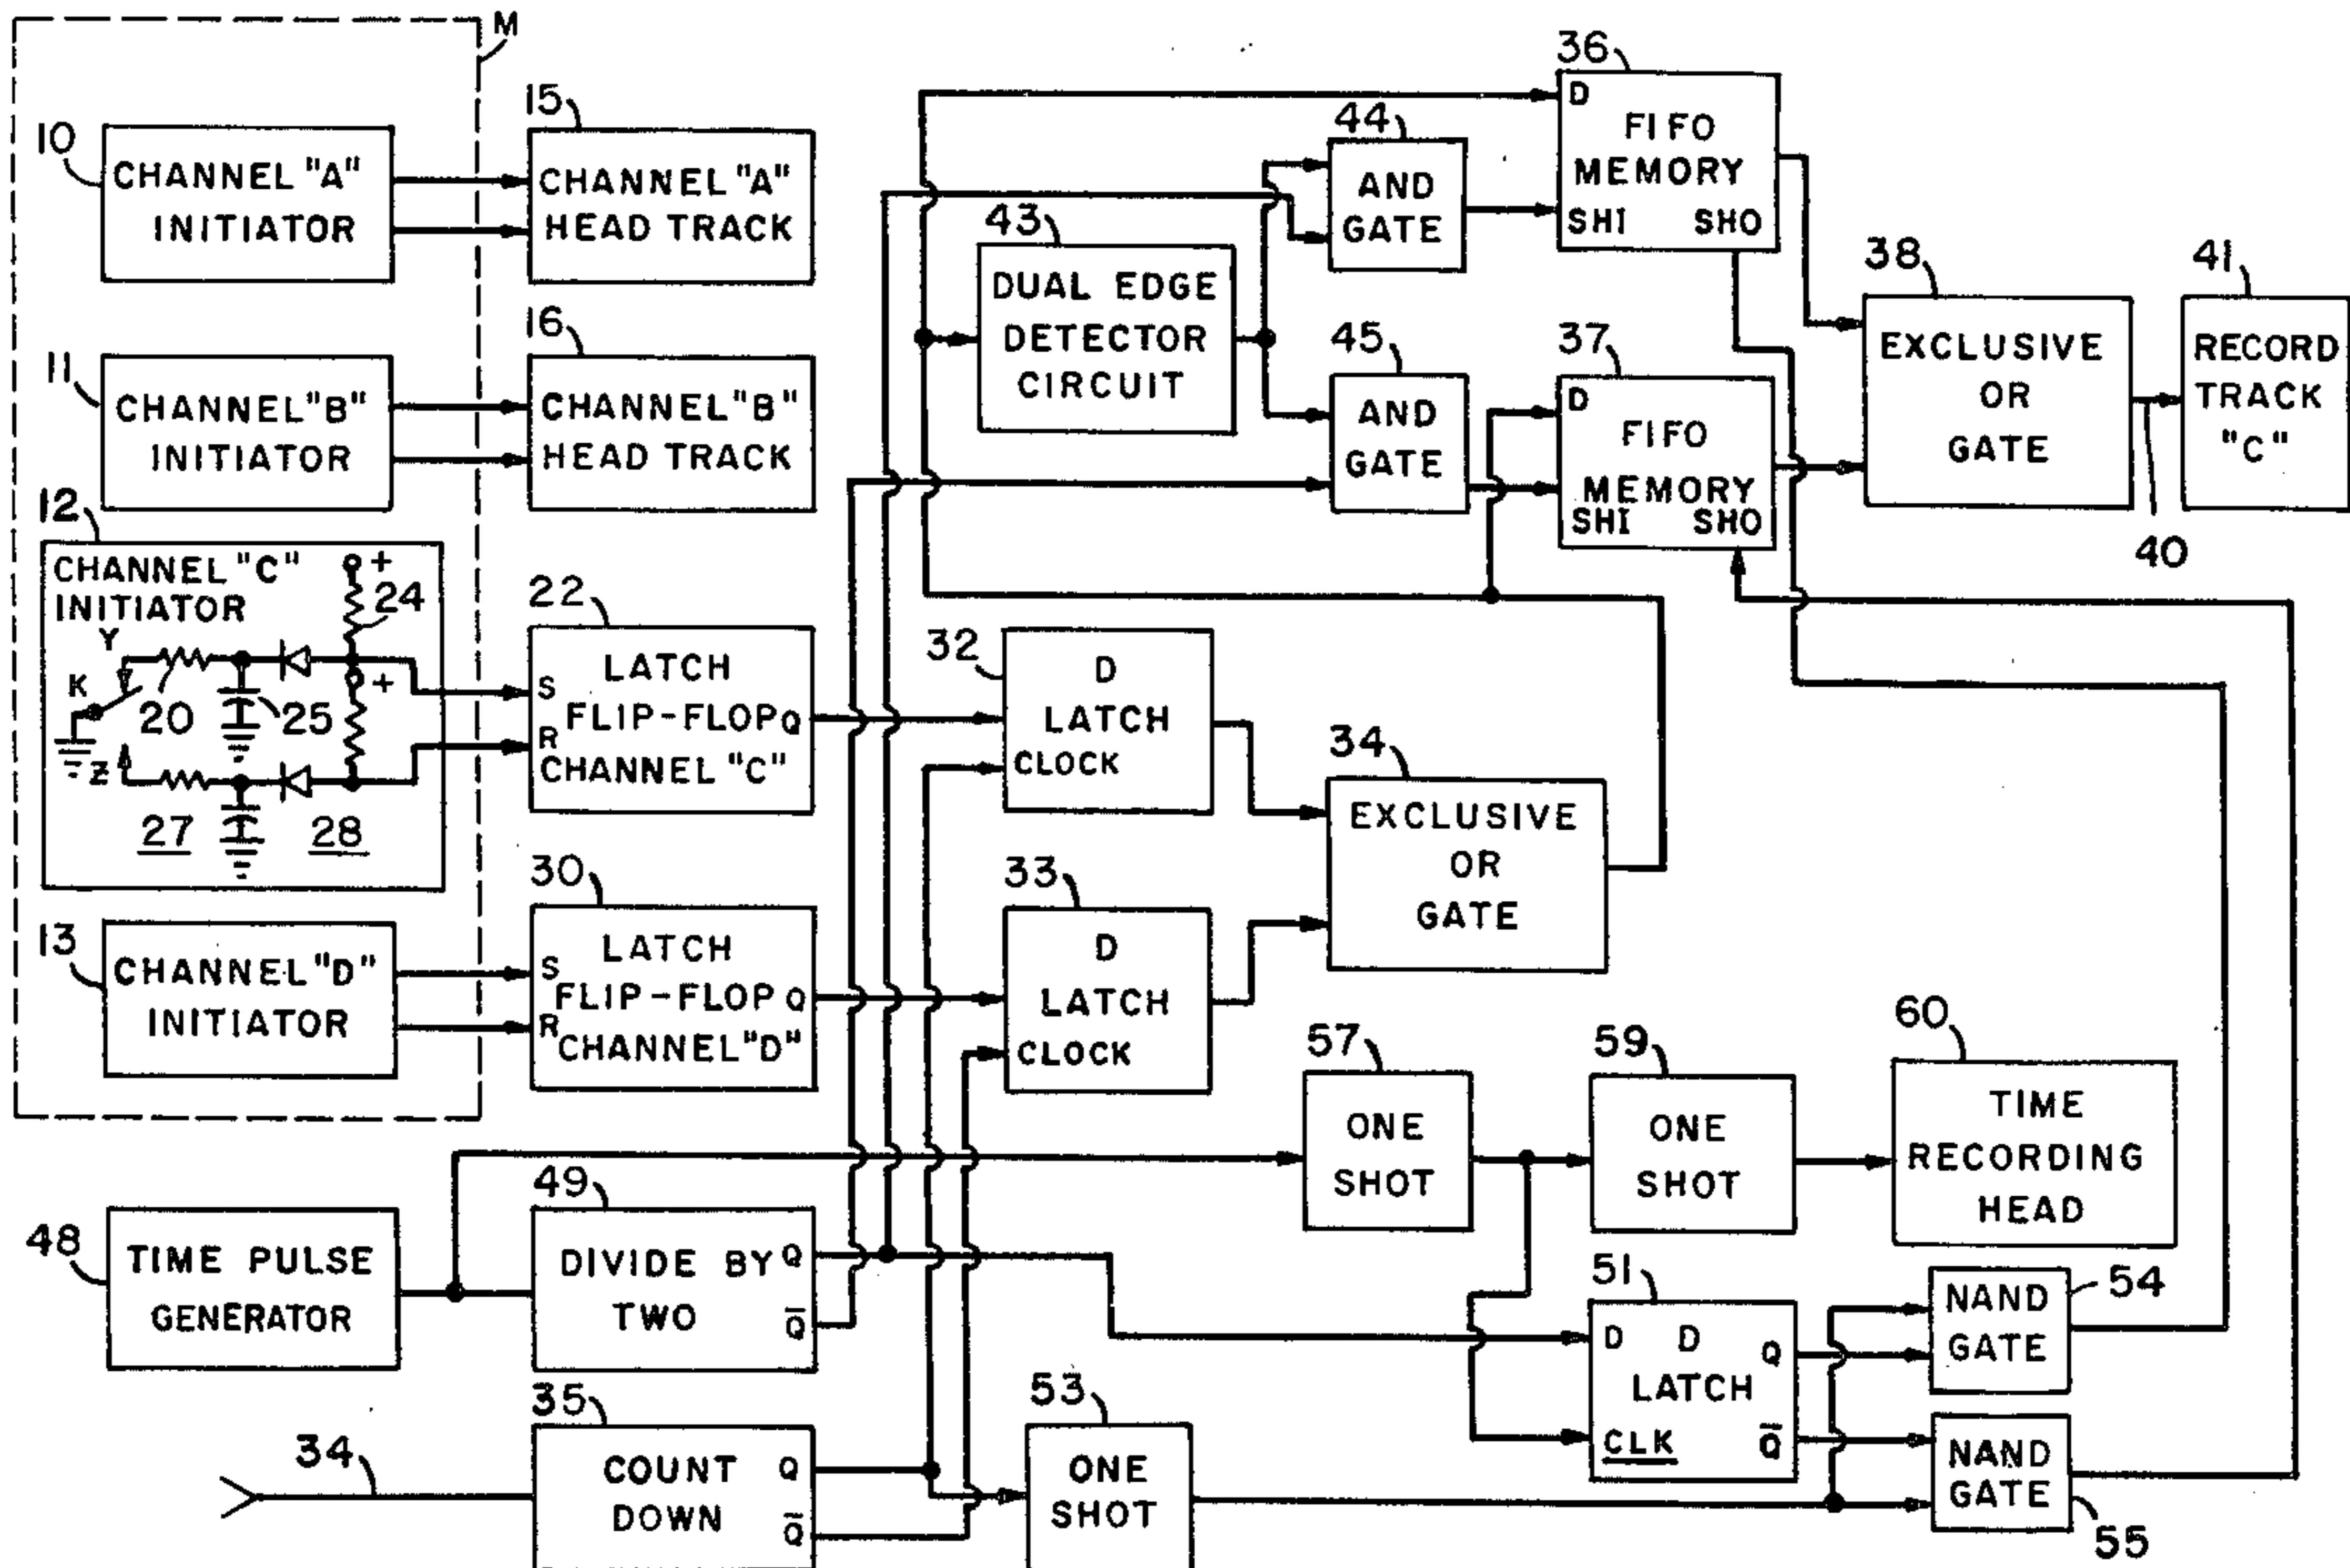 M
10
CHANNEL "A"
INITIATOR
15
CHANNEL "A"
HEAD TRACK
11
CHANNEL "B"
INITIATOR
16
CHANNEL "B"
HEAD TRACK
12
CHANNEL "C"
INITIATOR
+
24
Y
+
K
20
25
Z
27
28
22
LATCH
S
FLIP-FLOP Q
R
CHANNEL "C"
13
CHANNEL "D"
INITIATOR
30
LATCH
S
FLIP-FLOP Q
R
CHANNEL "D"
32
D
LATCH
CLOCK
33
D
LATCH
CLOCK
34
EXCLUSIVE
OR
GATE
43
DUAL EDGE
DETECTOR
CIRCUIT
44
AND
GATE
45
AND
GATE
36
D
FIFO
MEMORY
SHI SHO
37
D
FIFO
MEMORY
SHI SHO
38
EXCLUSIVE
OR
GATE
40
41
RECORD
TRACK
"C"
48
TIME PULSE
GENERATOR
49
DIVIDE BY Q
TWO
Q̅
34
35
COUNT Q
DOWN
Q̅
53
ONE
SHOT
57
ONE
SHOT
59
ONE
SHOT
60
TIME
RECORDING
HEAD
51
D D Q
LATCH
CLK Q̅
54
NAND
GATE
55
NAND
GATE